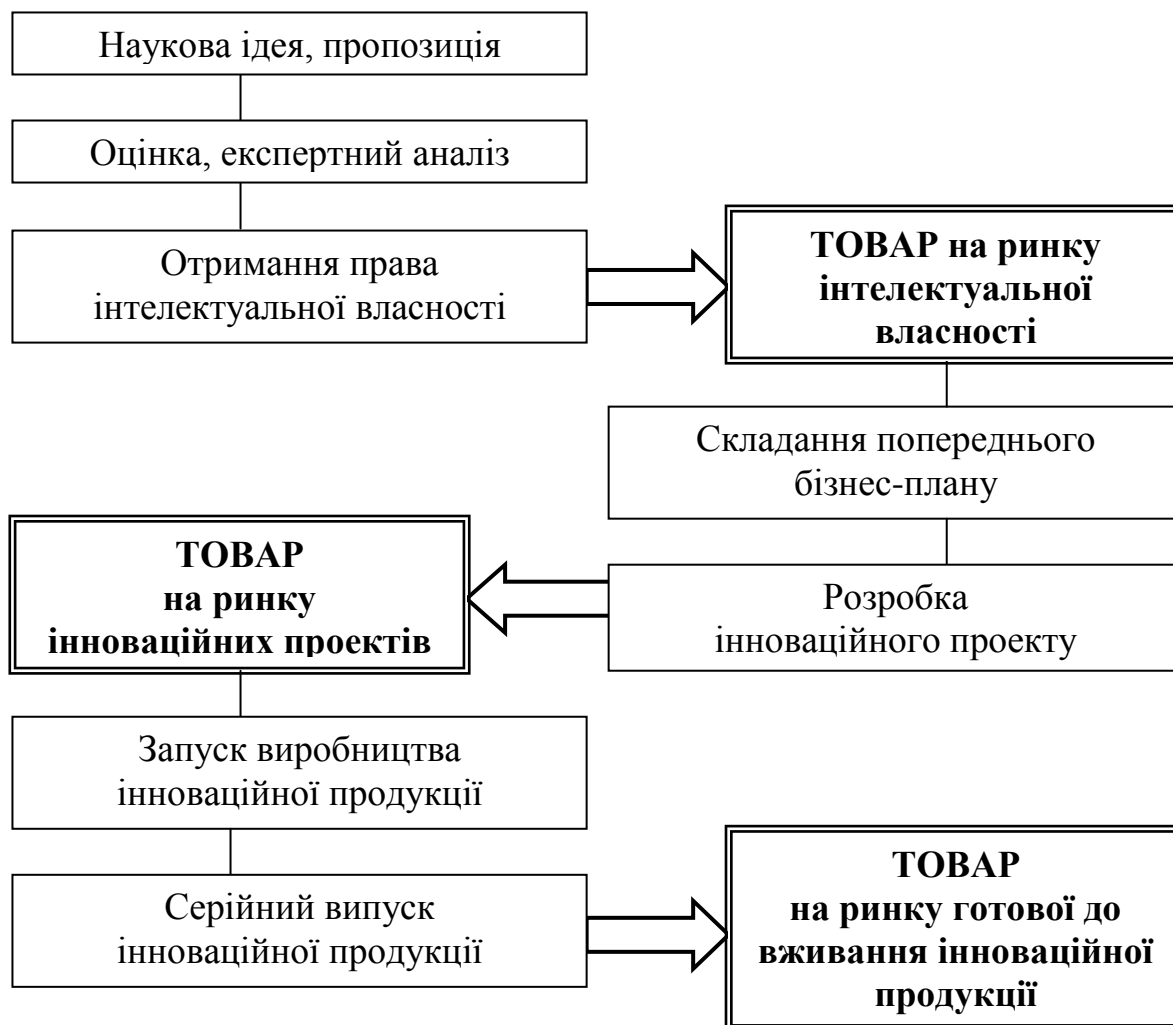 Наукова ідея, пропозиція
Оцінка, експертний аналіз
Отримання права
інтелектуальної власності
ТОВАР на ринку
інтелектуальної
власності
Складання попереднього
бізнес-плану
Розробка
інноваційного проекту
ТОВАР
на ринку
інноваційних проектів
Запуск виробництва
інноваційної продукції
Серійний випуск
інноваційної продукції
ТОВАР
на ринку готової до
вживання інноваційної
продукції